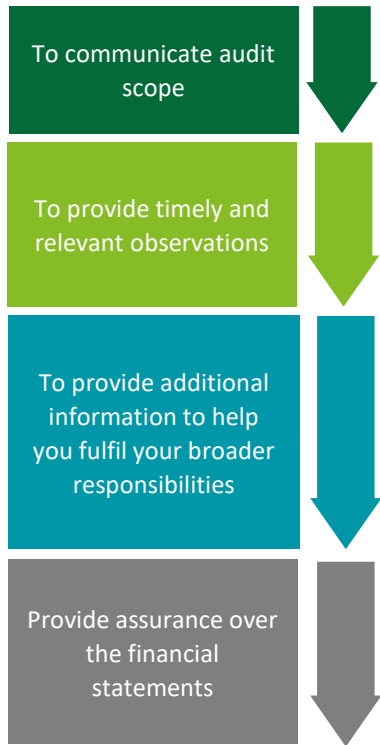 To communicate audit
scope
To provide timely and
relevant observations
To provide additional
information to help
you fulfil your broader
responsibilities
Provide assurance over
the financial
statements